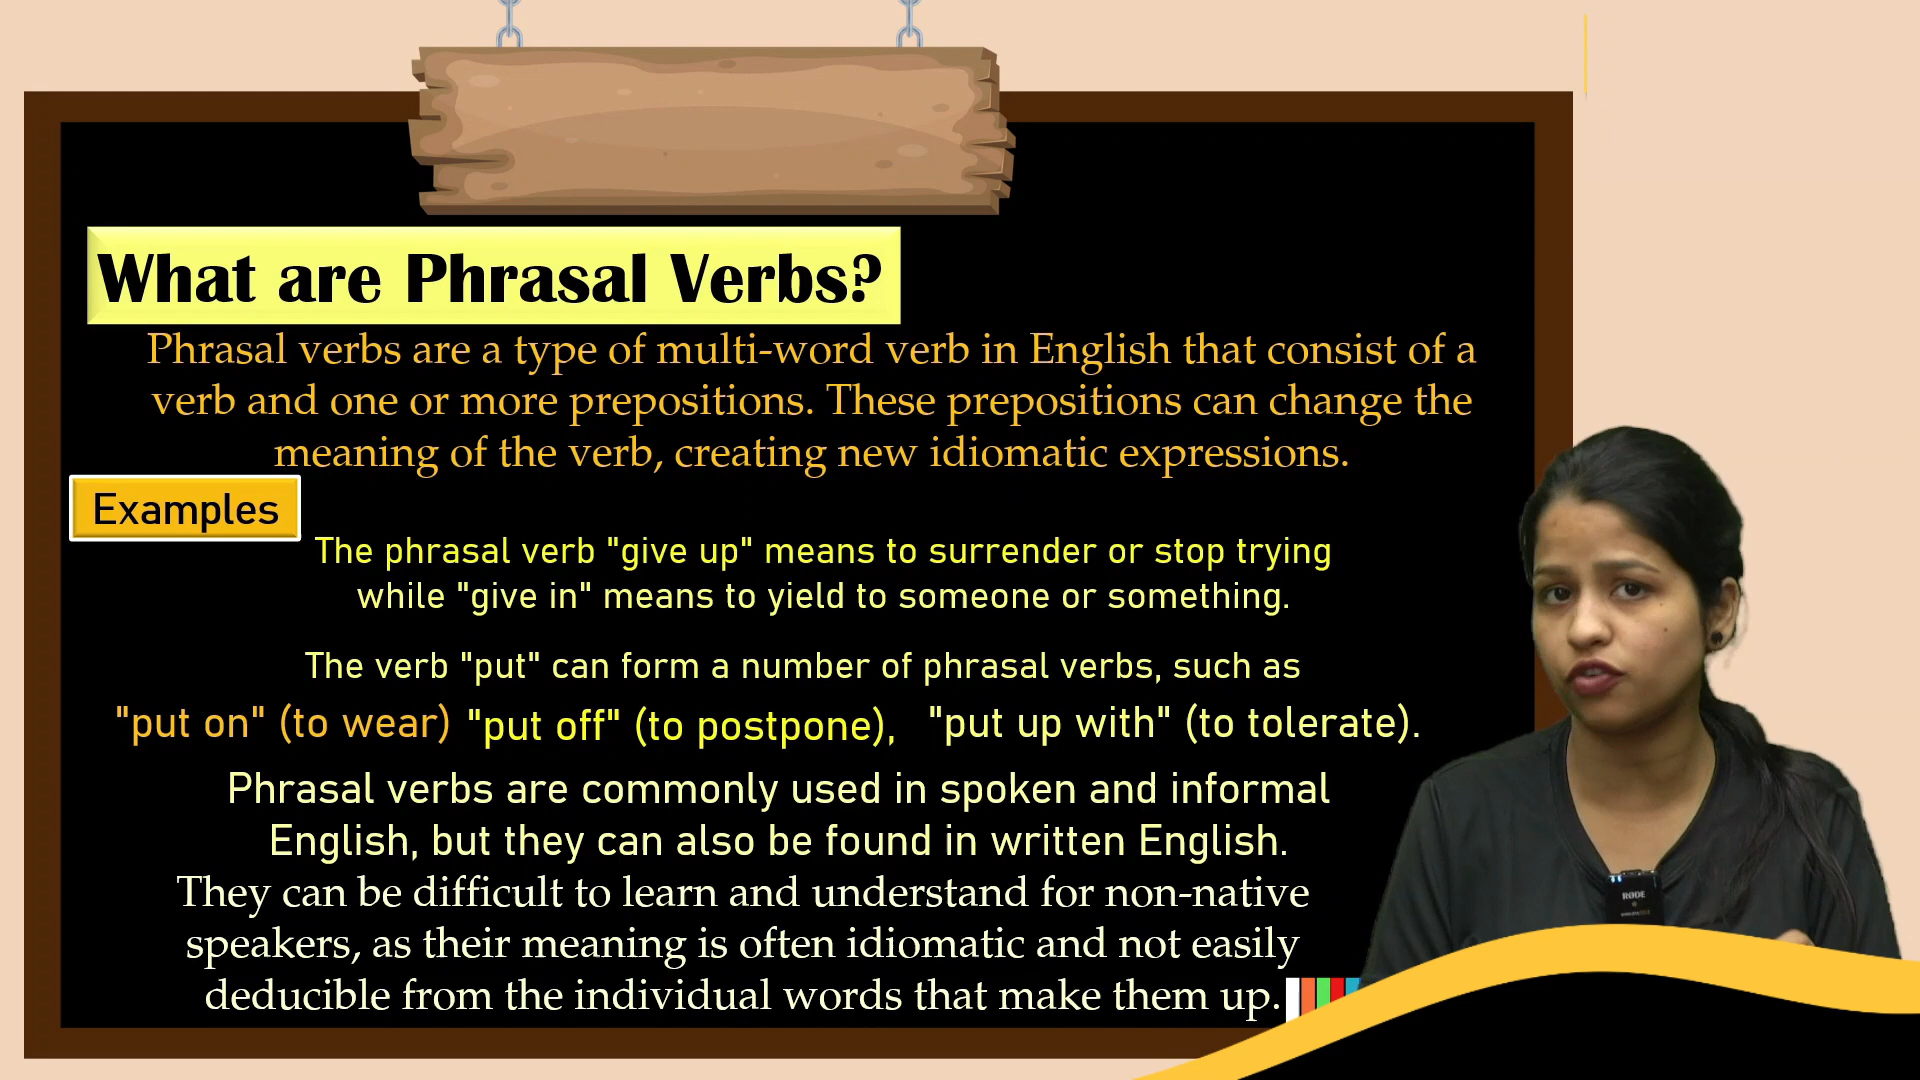 What are Phrasal Verbs?
Phrasal verbs are a type of multi-word verb in English that consist of a
verb and one or more prepositions. These prepositions can change the
meaning of the verb, creating new idiomatic expressions.
Examples
The phrasal verb "give up" means to surrender or stop trying
while "give in" means to yield to someone or something.
The verb "put" can form a number of phrasal verbs, such as
"put on" (to wear) "put off" (to postpone), "put up with" (to tolerate).
Phrasal verbs are commonly used in spoken and informal
English, but they can also be found in written English.
They can be difficult to learn and understand for non-native
speakers, as their meaning is often idiomatic and not easily
deducible from the individual words that make them up.
RØDE